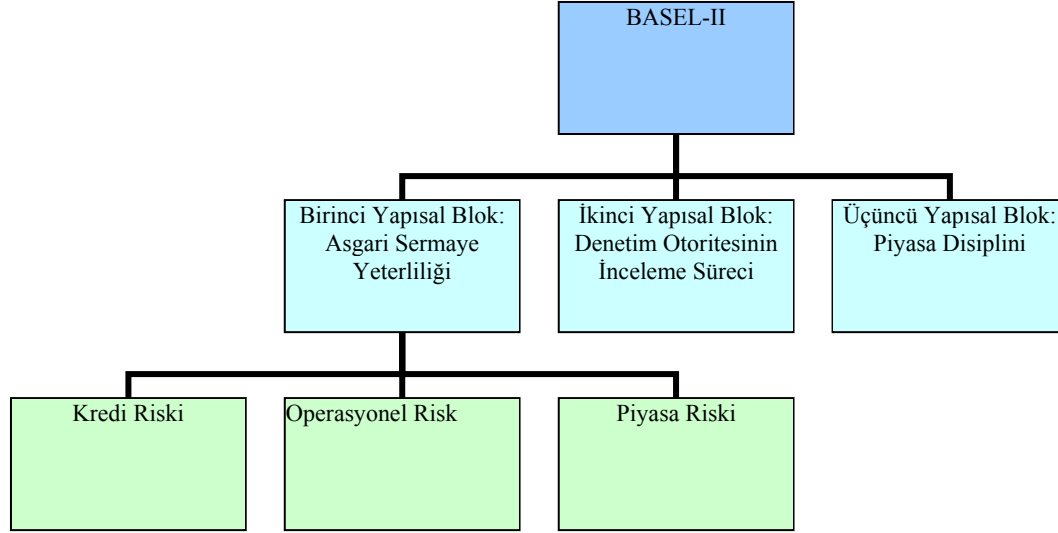 BASEL-II
Birinci Yapısal Blok:
Asgari Sermaye
Yeterliliği
İkinci Yapısal Blok:
Denetim Otoritesinin
İnceleme Süreci
Üçüncü Yapısal Blok:
Piyasa Disiplini
Kredi Riski
Operasyonel Risk
Piyasa Riski